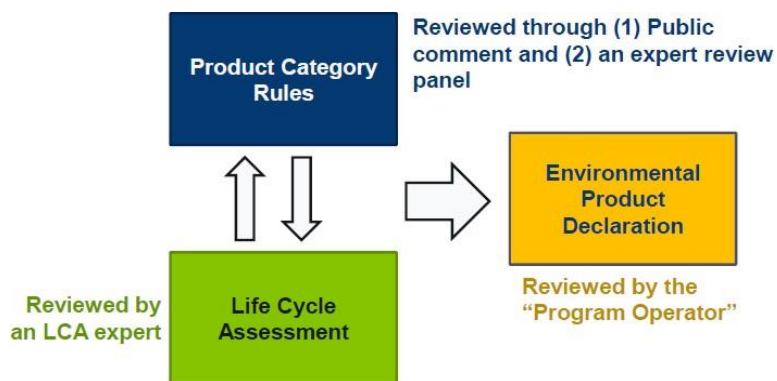 Product Category
Rules
Reviewed through (1) Public
comment and (2) an expert review
panel
Environmental
Product
Declaration
Reviewed by the
“Program Operator”
Reviewed by
an LCA expert
Life Cycle
Assessment